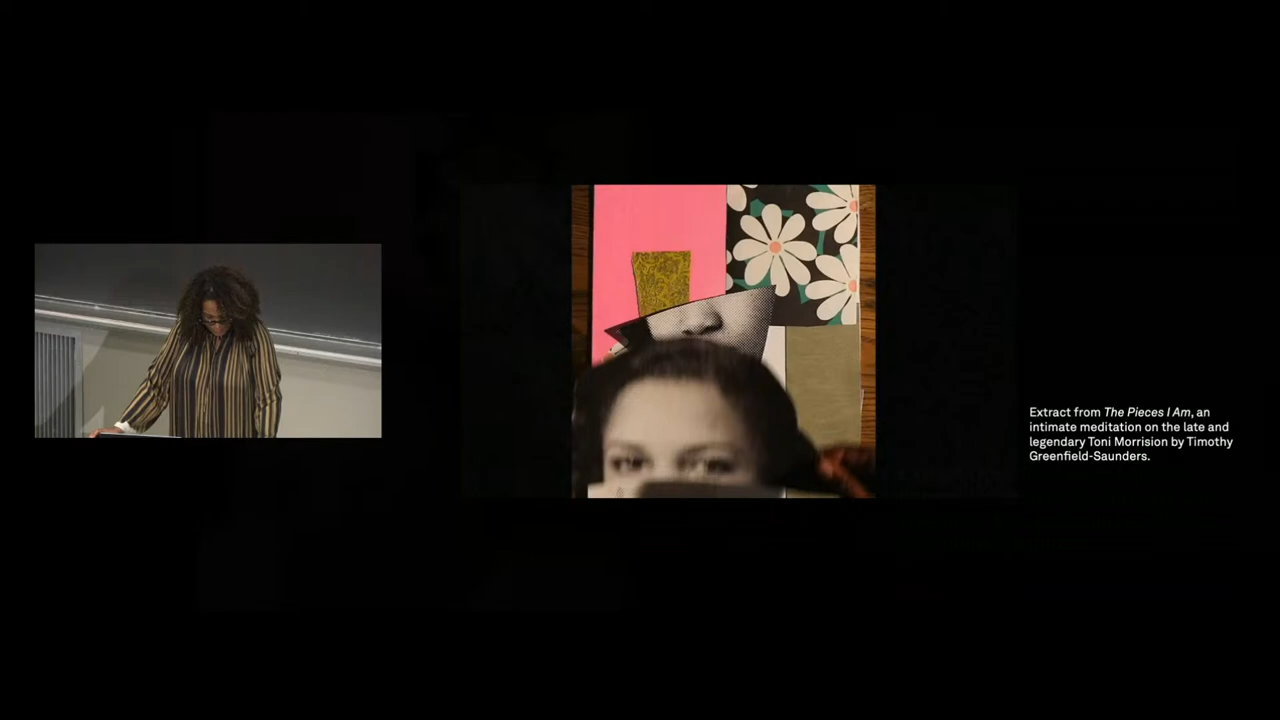 Extract from The Pieces I Am, an
intimate meditation on the late and
legendary Toni Morrision by Timothy
Greenfield-Saunders.